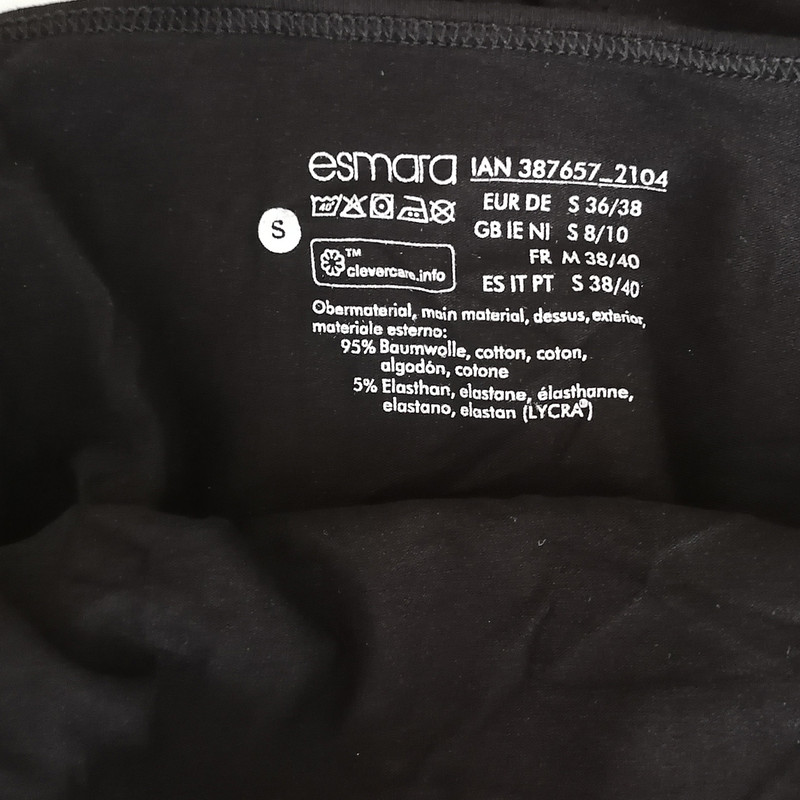 esmara IAN 387657_2104
40°
EUR DE S 36/38
GB IE NI S 8/10
FR M 38/40
ES IT PT S 38/40
S
TM
clevercare.info
Obermaterial, main material, dessus, exterior,
materiale esterno:
95% Baumwolle, cotton, coton,
algodón, cotone
5% Elasthan, elastane, élasthanne,
elastano, elastan (LYCRA®)